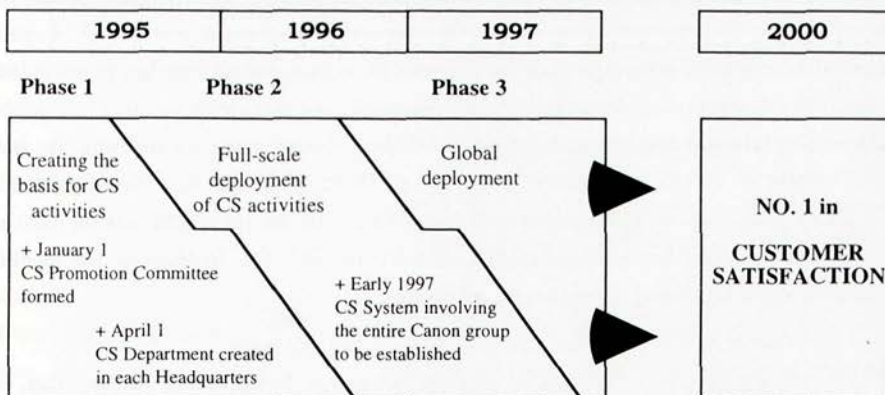 1995 1996 1997 2000
Phase 1 Phase 2 Phase 3
Creating the
basis for CS
activities
+ January 1
CS Promotion Committee
formed
+ April 1
CS Department created
in each Headquarters
Full-scale
deployment
of CS activities
+ Early 1997
CS System involving
the entire Canon group
to be established
Global
deployment
NO. 1 in
CUSTOMER
SATISFACTION